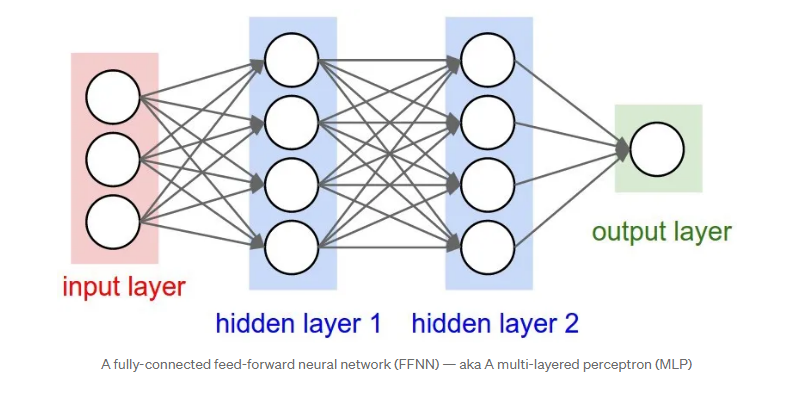 input layer
hidden layer 1
hidden layer 2
output layer
A fully-connected feed-forward neural network (FFNN) — aka A multi-layered perceptron (MLP)